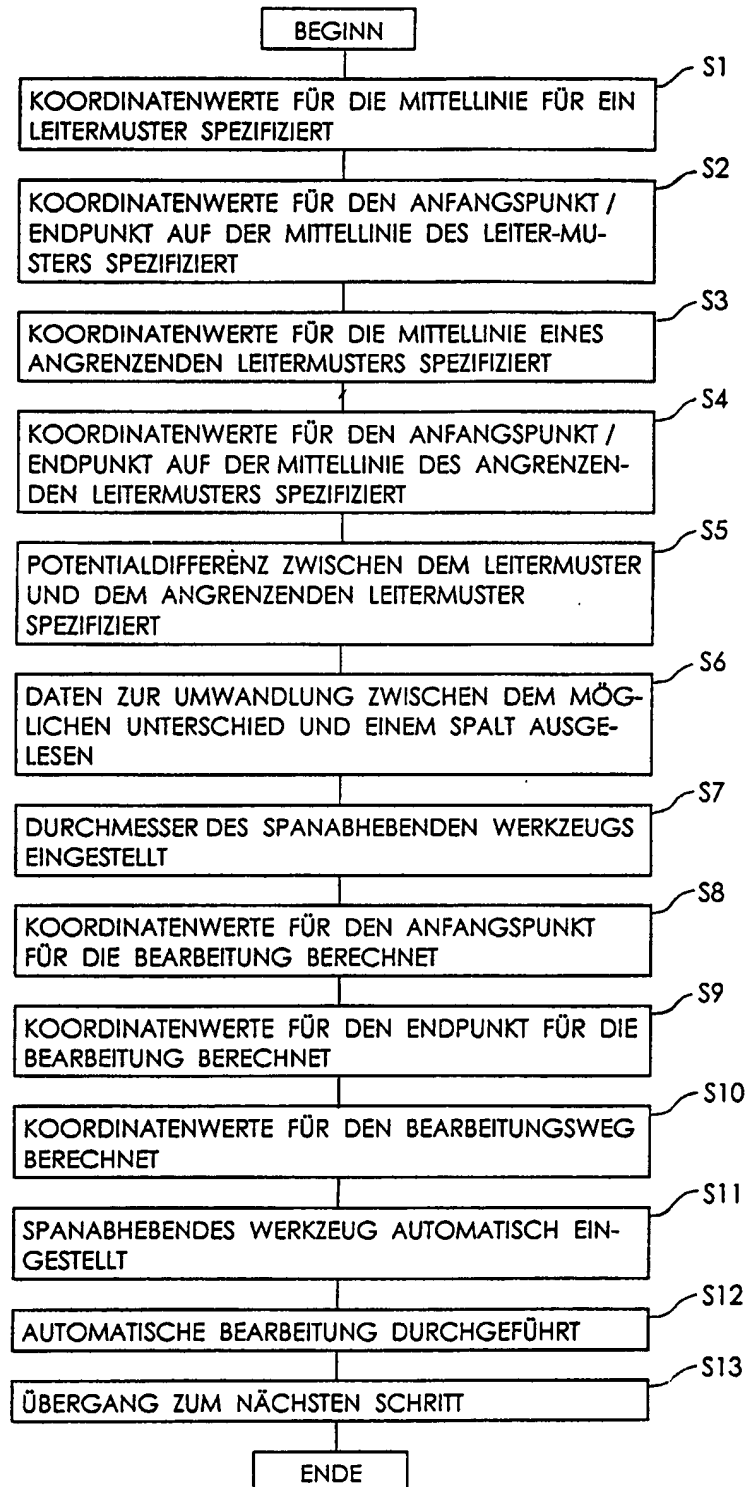 BEGINN
S1
KOORDINATENWERTE FÜR DIE MITTELLINIE FÜR EIN
LEITERMUSTER SPEZIFIZIERT
S2
KOORDINATENWERTE FÜR DEN ANFANGSPUNKT /
ENDPUNKT AUF DER MITTELLINIE DES LEITER-MU-
STERS SPEZIFIZIERT
S3
KOORDINATENWERTE FÜR DIE MITTELLINIE EINES
ANGRENZENDEN LEITERMUSTERS SPEZIFIZIERT
S4
KOORDINATENWERTE FÜR DEN ANFANGSPUNKT /
ENDPUNKT AUF DER MITTELLINIE DES ANGRENZEN-
DEN LEITERMUSTERS SPEZIFIZIERT
S5
POTENTIALDIFFERENZ ZWISCHEN DEM LEITERMUSTER
UND DEM ANGRENZENDEN LEITERMUSTER
SPEZIFIZIERT
S6
DATEN ZUR UMWANDLUNG ZWISCHEN DEM MÖG-
LICHEN UNTERSCHIED UND EINEM SPALT AUSGE-
LESEN
S7
DURCHMESSER DES SPANABHEBENDEN WERKZEUGS
EINGESTELLT
S8
KOORDINATENWERTE FÜR DEN ANFANGSPUNKT
FÜR DIE BEARBEITUNG BERECHNET
S9
KOORDINATENWERTE FÜR DEN ENDPUNKT FÜR DIE
BEARBEITUNG BERECHNET
S10
KOORDINATENWERTE FÜR DEN BEARBEITUNGSWEG
BERECHNET
S11
SPANABHEBENDES WERKZEUG AUTOMATISCH EIN-
GESTELLT
S12
AUTOMATISCHE BEARBEITUNG DURCHGEFÜHRT
S13
ÜBERGANG ZUM NÄCHSTEN SCHRITT
ENDE